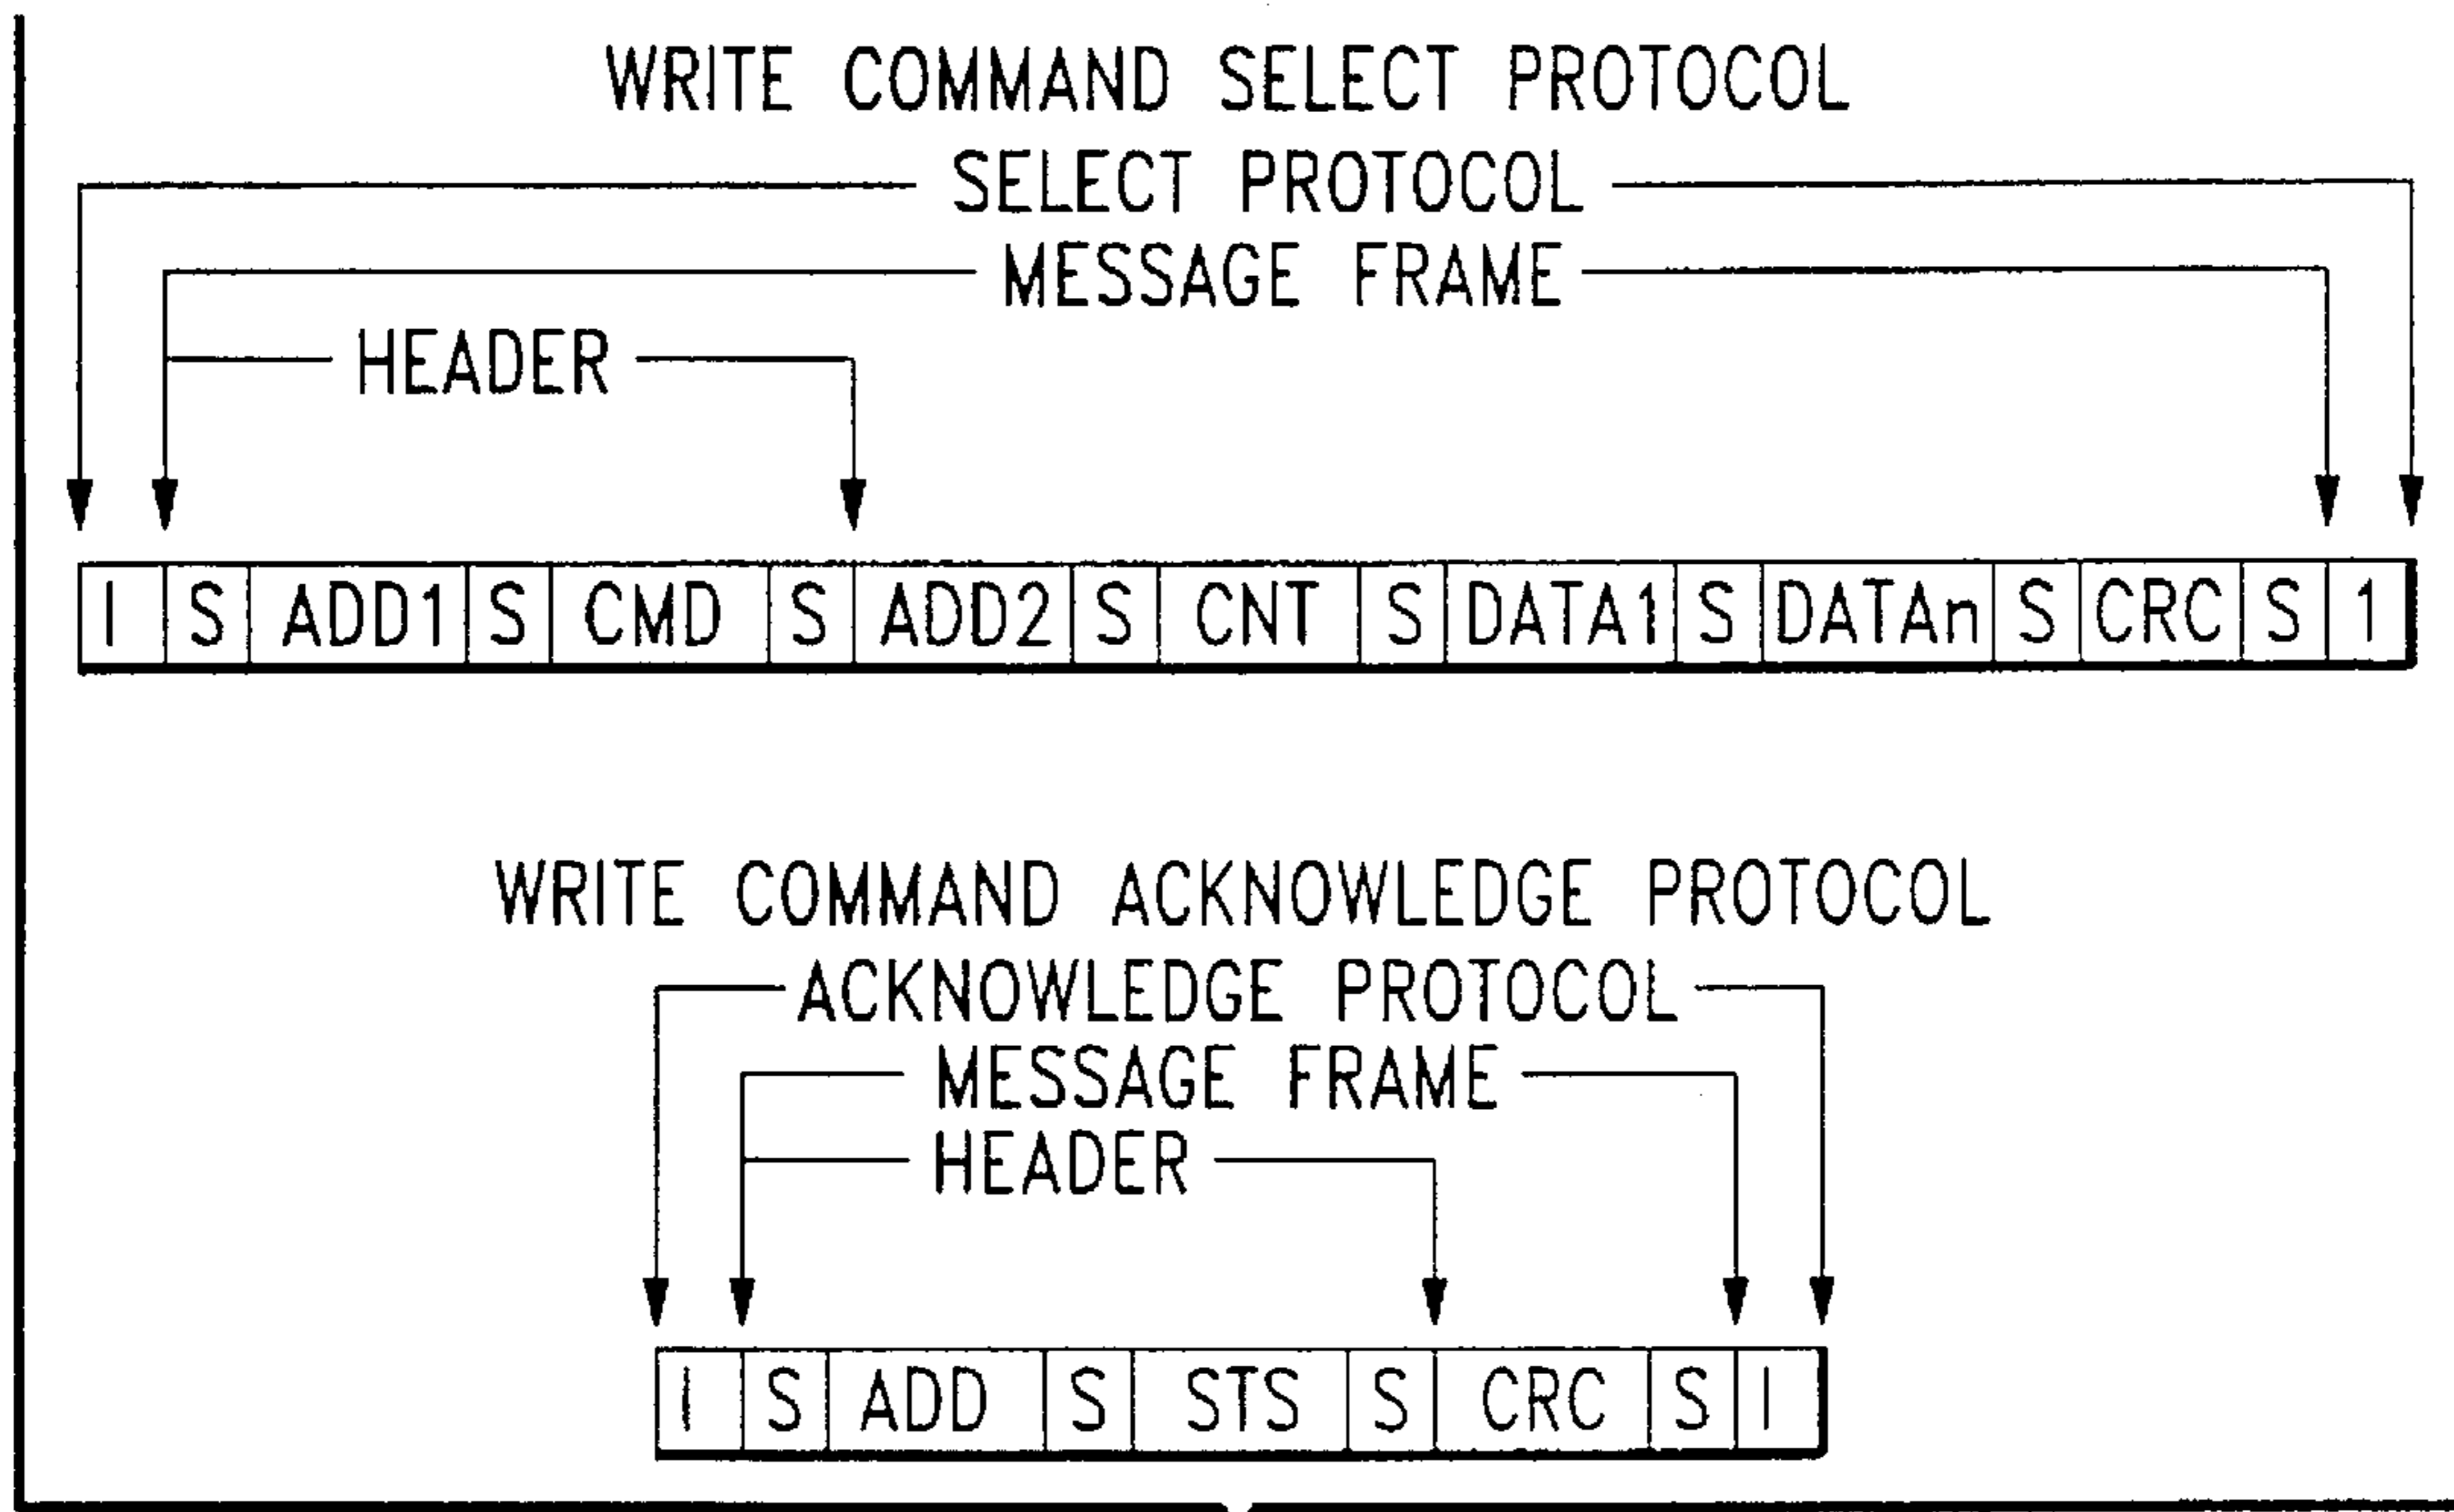 WRITE COMMAND SELECT PROTOCOL
SELECT PROTOCOL
MESSAGE FRAME
HEADER
I S ADD1 S CMD S ADD2 S CNT S DATA1 S DATAn S CRC S 1
WRITE COMMAND ACKNOWLEDGE PROTOCOL
ACKNOWLEDGE PROTOCOL
MESSAGE FRAME
HEADER
I S ADD S STS S CRC S I